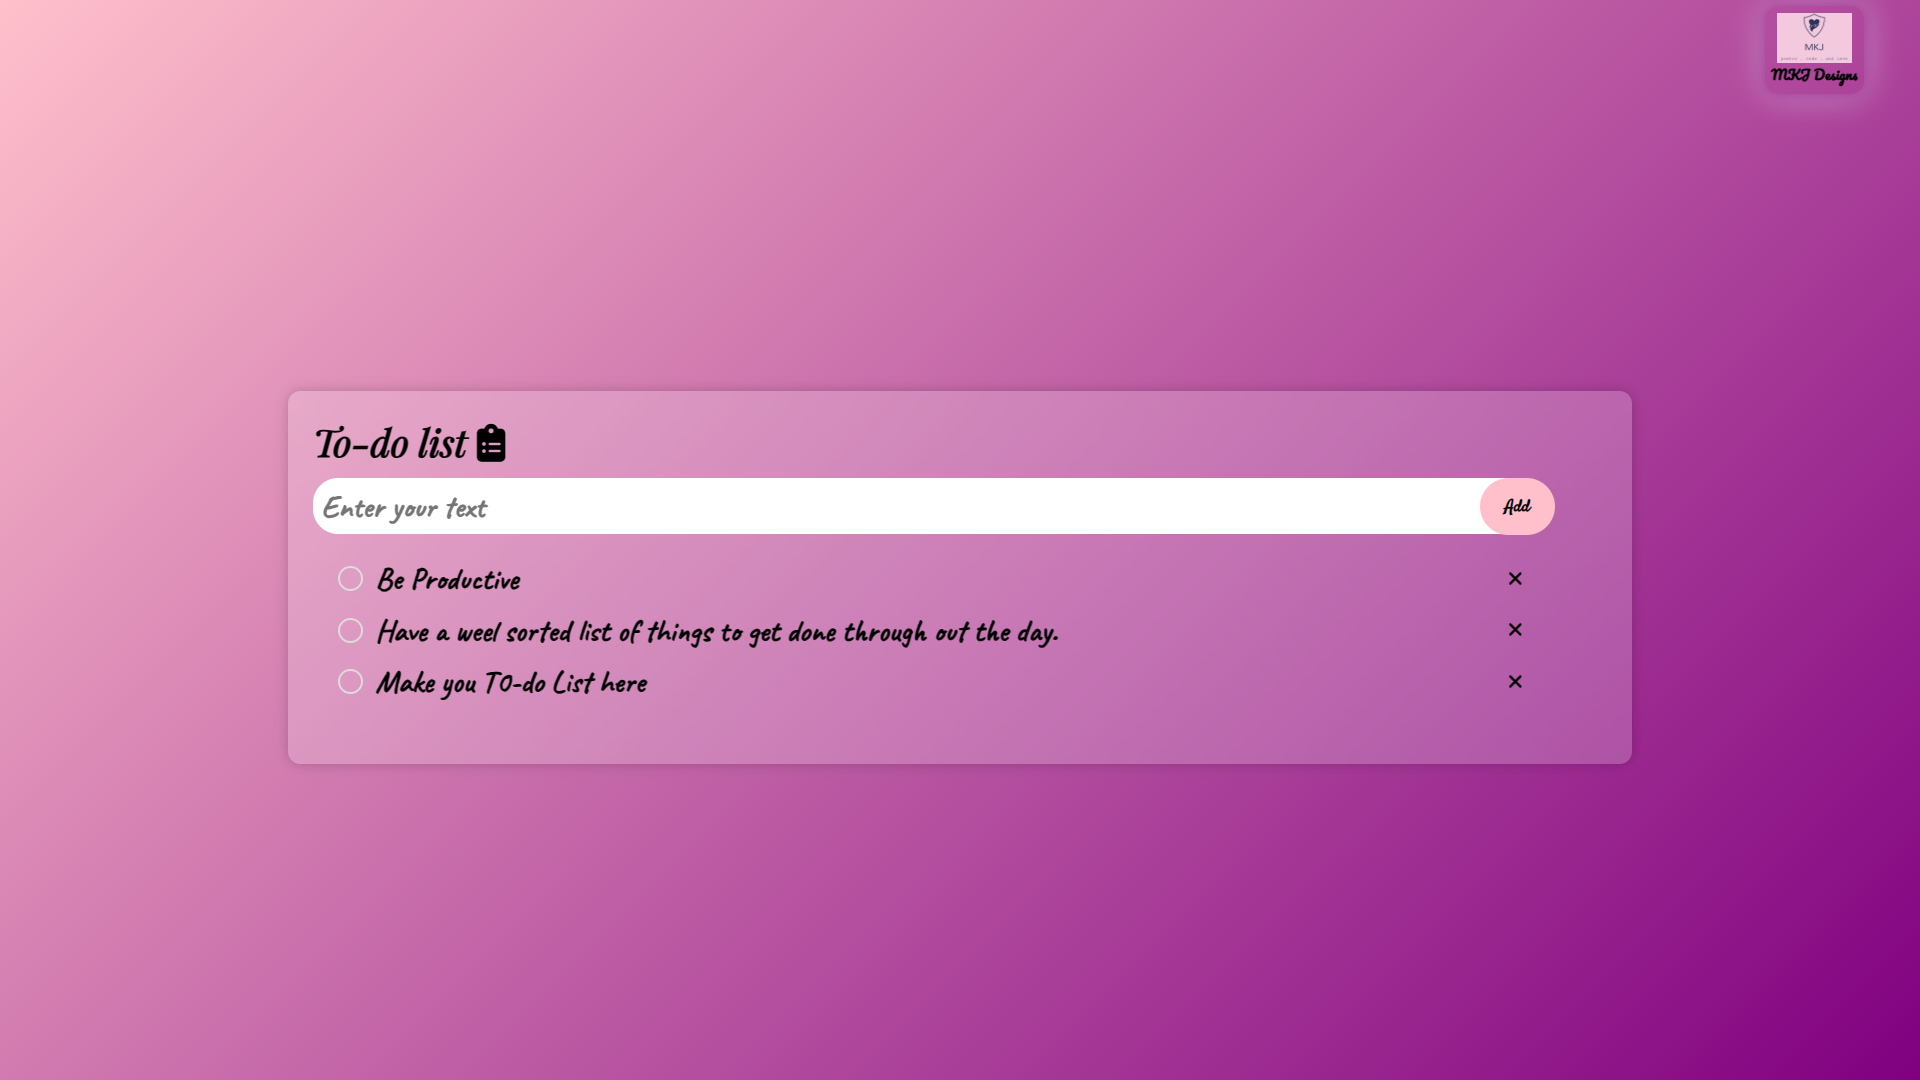 MKJ
MKJ Designs
To-do list
Enter your text
Add
Be Productive
Have a weel sorted list of things to get done through out the day.
Make you TO-do List here